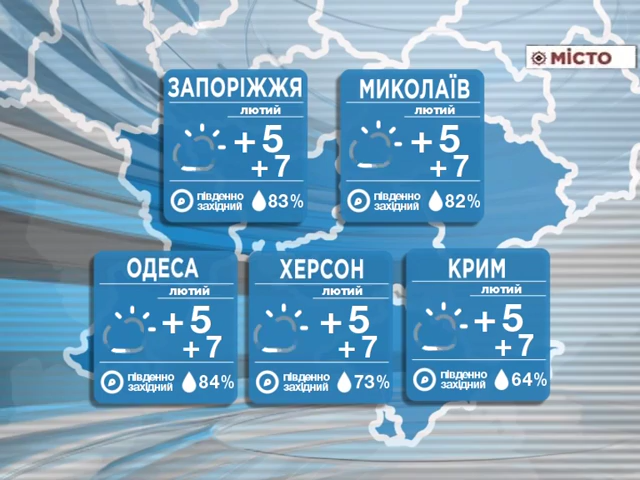 МІСТО
ЗАПОРІЖЖЯ
лютий
+5
+7
південно
західний
83%
МИКОЛАЇВ
лютий
+5
+7
південно
західний
82%
ОДЕСА
лютий
+5
+7
південно
західний
84%
ХЕРСОН
лютий
+5
+7
південно
західний
73%
КРИМ
лютий
+5
+7
південно
західний
64%